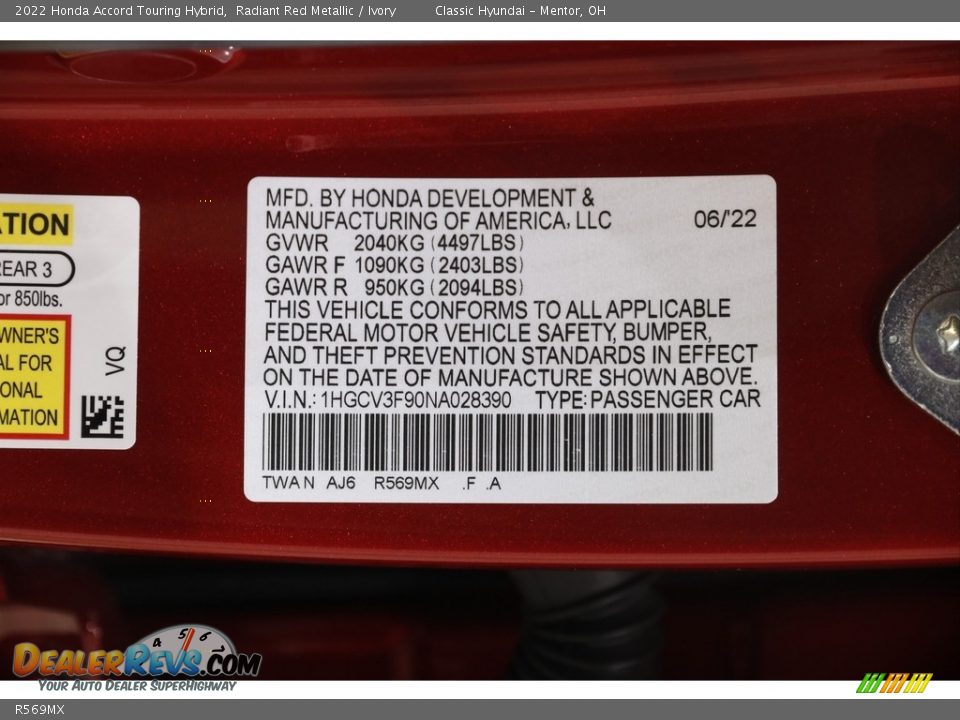 2022 Honda Accord Touring Hybrid, Radiant Red Metallic / Ivory Classic Hyundai - Mentor, OH
ATION
REAR 3
or 850lbs.
WNER'S
AL FOR
ONAL
MATION
VQ
MFD. BY HONDA DEVELOPMENT &
MANUFACTURING OF AMERICA, LLC 06/'22
GVWR 2040KG (4497LBS)
GAWR F 1090KG (2403LBS)
GAWR R 950KG (2094LBS)
THIS VEHICLE CONFORMS TO ALL APPLICABLE
FEDERAL MOTOR VEHICLE SAFETY, BUMPER,
AND THEFT PREVENTION STANDARDS IN EFFECT
ON THE DATE OF MANUFACTURE SHOWN ABOVE.
V.I.N.: 1HGCV3F90NA028390 TYPE: PASSENGER CAR
TWAN AJ6 R569MX .F .A
4 5 6
DEALERREVS.COM
YOUR AUTO DEALER SUPERHIGHWAY
R569MX